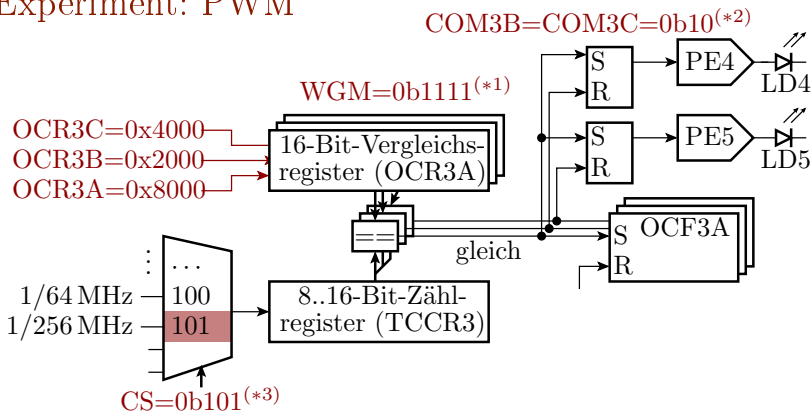 Experiment: PWM
COM3B=COM3C=0b10(*2)
S
R
PE4
LD4
WGM=0b1111(*1)
OCR3C=0x4000
OCR3B=0x2000
OCR3A=0x8000
16-Bit-Vergleichs-
register (OCR3A)
S
R
PE5
LD5
==
gleich
S OCF3A
R
...
1/64 MHz 100
1/256 MHz 101
8..16-Bit-Zähl-
register (TCCR3)
CS=0b101(*3)